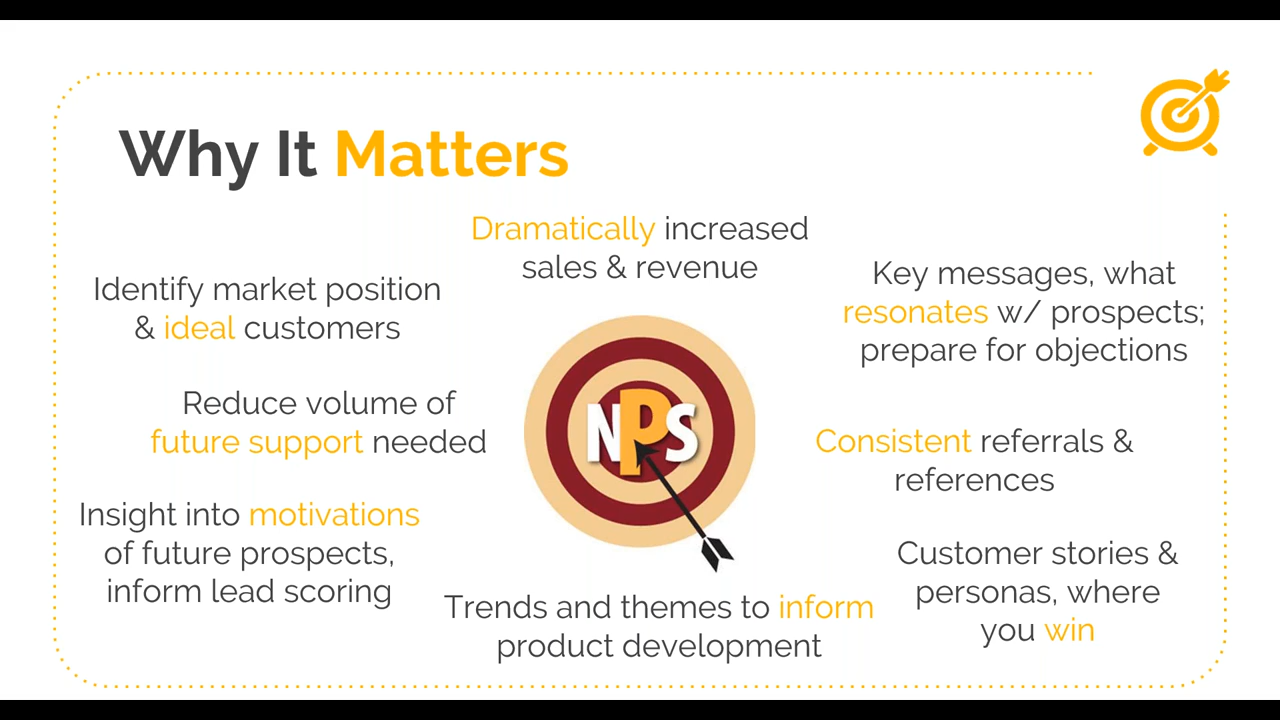 Why It Matters
Dramatically increased
sales & revenue
Identify market position
& ideal customers
Key messages, what
resonates w/ prospects;
prepare for objections
Reduce volume of
future support needed
NPS
Consistent referrals &
references
Insight into motivations
of future prospects,
inform lead scoring
Customer stories &
personas, where
you win
Trends and themes to inform
product development